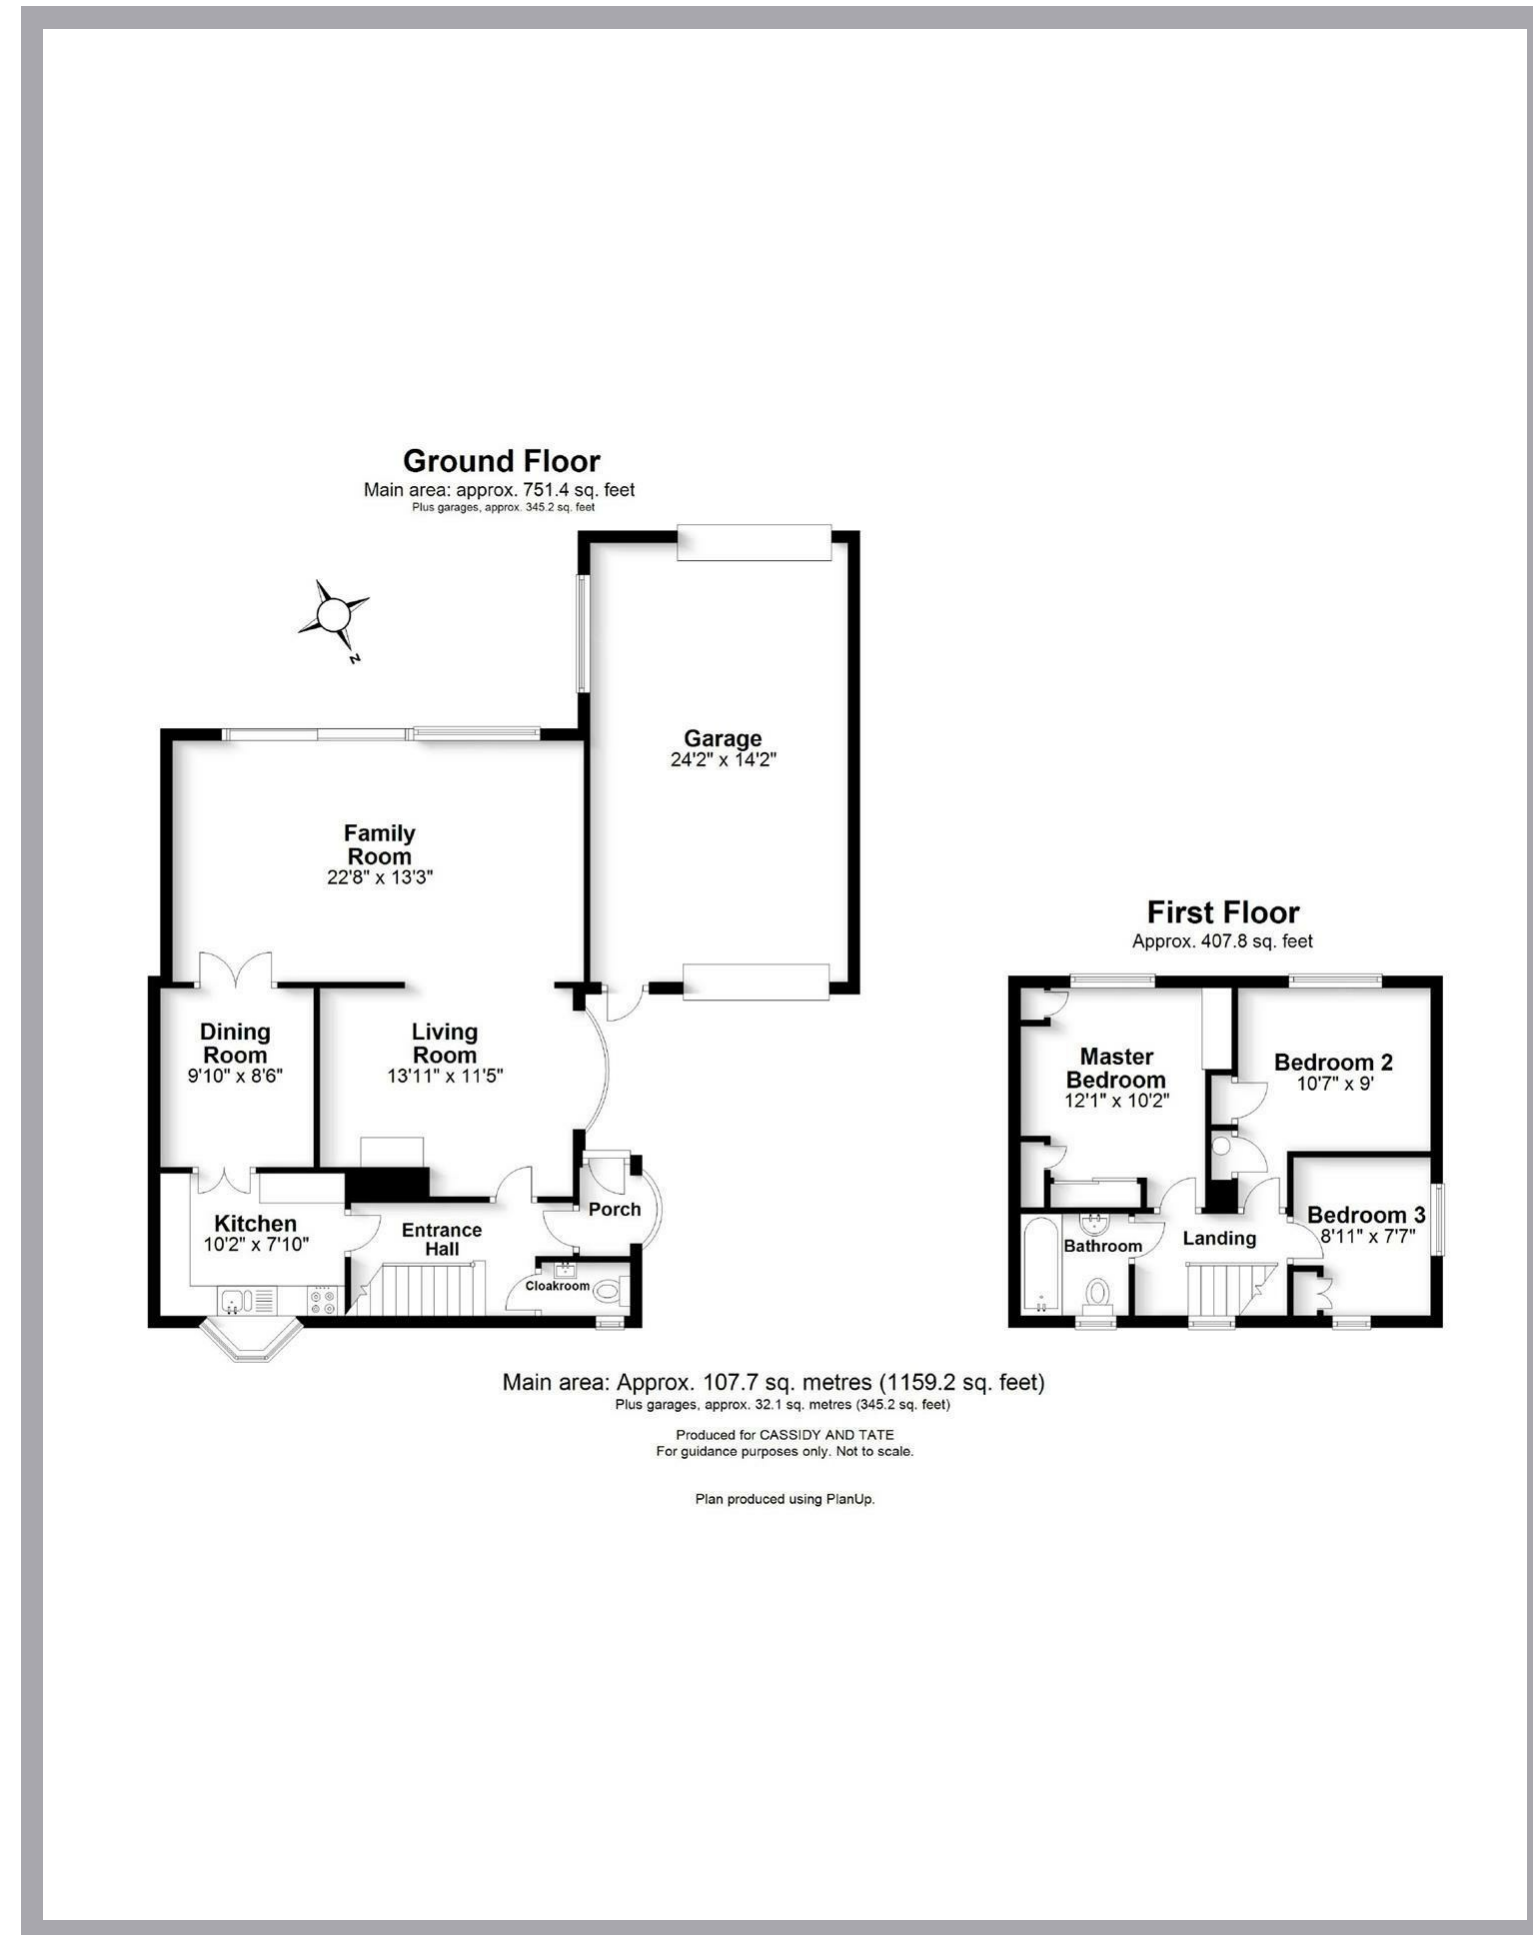 Ground Floor
Main area: approx. 751.4 sq. feet
Plus garages, approx. 345.2 sq. feet
N
Garage
24'2" x 14'2"
Family
Room
22'8" x 13'3"
Dining
Room
9'10" x 8'6"
Living
Room
13'11" x 11'5"
Kitchen
10'2" x 7'10"
Entrance
Hall
Porch
Cloakroom
First Floor
Approx. 407.8 sq. feet
Master
Bedroom
12'1" x 10'2"
Bedroom 2
10'7" x 9'
Bedroom 3
8'11" x 7'7"
Bathroom
Landing
Main area: Approx. 107.7 sq. metres (1159.2 sq. feet)
Plus garages, approx. 32.1 sq. metres (345.2 sq. feet)
Produced for CASSIDY AND TATE
For guidance purposes only. Not to scale.
Plan produced using PlanUp.